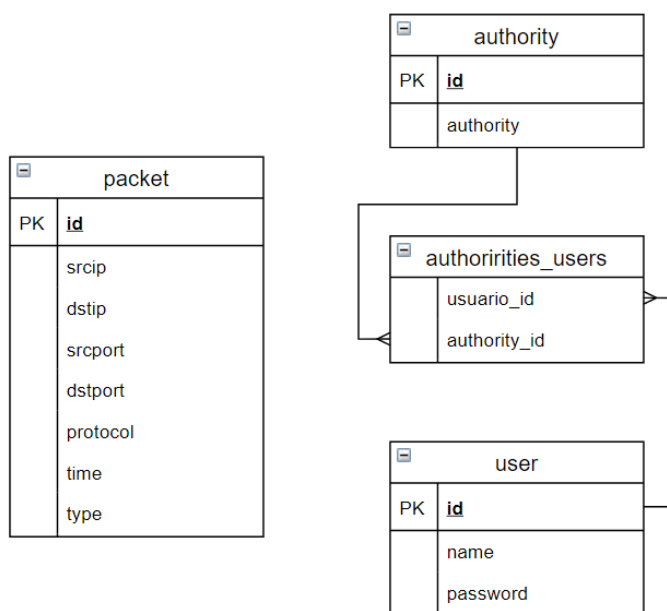 authority
PK id
authority
packet
PK id
srcip
dstip
srcport
dstport
protocol
time
type
authoririties_users
usuario_id
authority_id
user
PK id
name
password